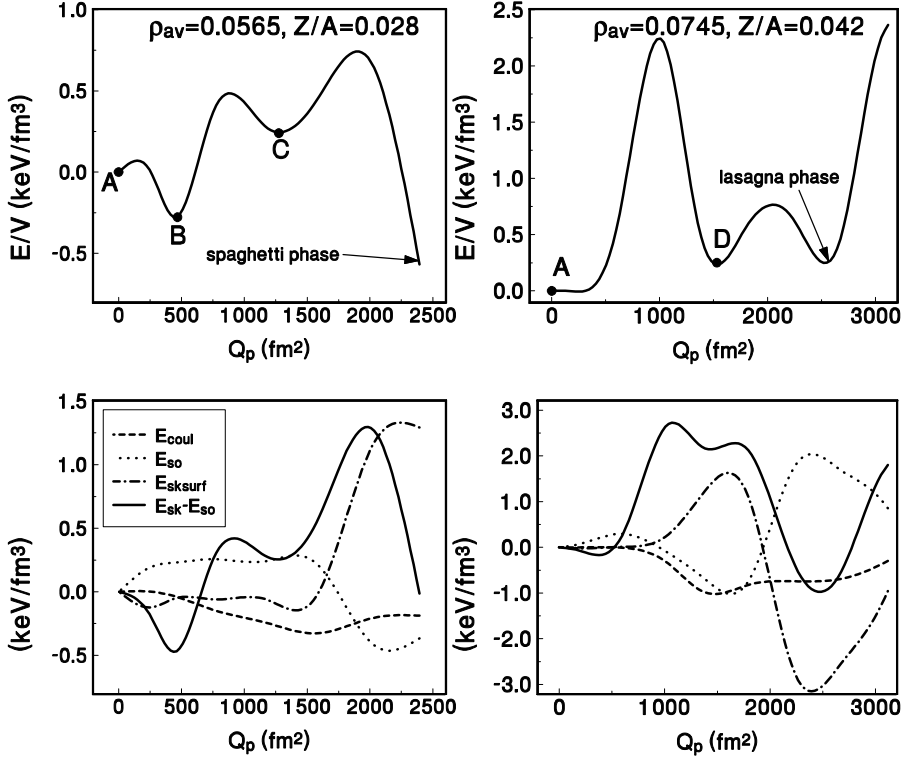 ρav=0.0565, Z/A=0.028
E/V (keV/fm3)
1.0
0.5
0.0
-0.5
A
B
C
spaghetti phase
0 500 1000 1500 2000 2500
Qp (fm2)
ρav=0.0745, Z/A=0.042
E/V (keV/fm3)
2.5
2.0
1.5
1.0
0.5
0.0
A
D
lasagna phase
0 1000 2000 3000
Qp (fm2)
(keV/fm3)
1.5
1.0
0.5
0.0
-0.5
Ecoul
Eso
Esksurf
Esk-Eso
0 500 1000 1500 2000 2500
Qp (fm2)
(keV/fm3)
3.0
2.0
1.0
0.0
-1.0
-2.0
-3.0
0 1000 2000 3000
Qp (fm2)